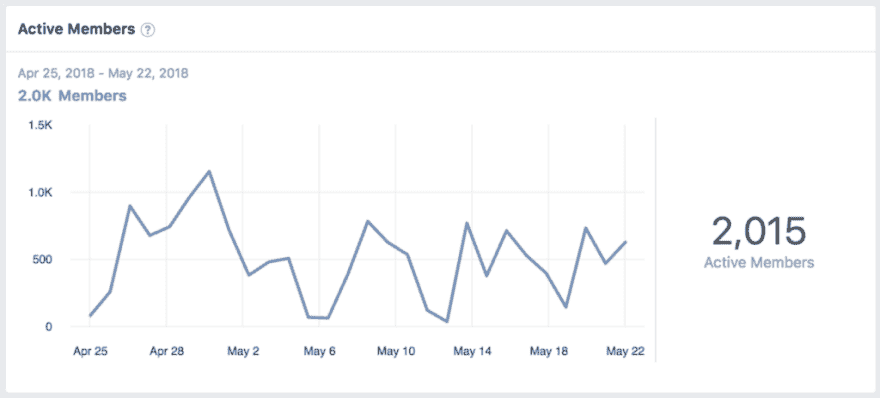 Active Members ?
Apr 25, 2018 - May 22, 2018
2.0K Members
1.5K
1.0K
500
0
Apr 25 Apr 28 May 2 May 6 May 10 May 14 May 18 May 22
2,015
Active Members